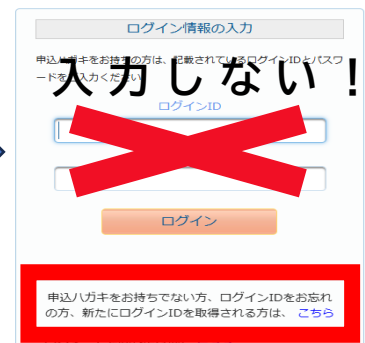 ログイン情報の入力
申込ハガキをお持ちの方は、記載されているログインIDとパスワ
ードをご入力ください。
入力しない！
ログインID
ログイン
申込ハガキをお持ちでない方、ログインIDをお忘れ
の方、新たにログインIDを取得される方は、 こちら